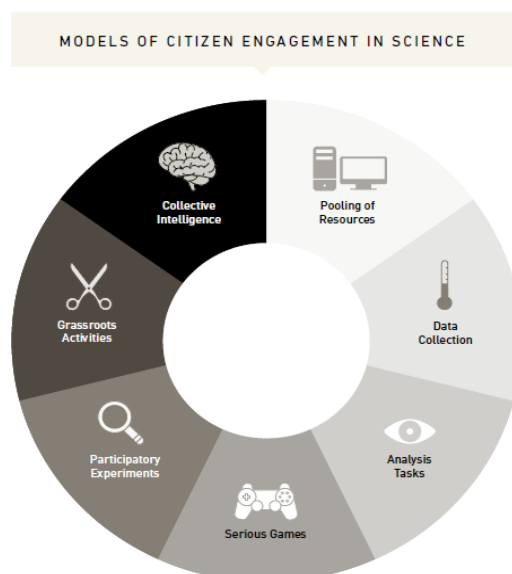 MODELS OF CITIZEN ENGAGEMENT IN SCIENCE
Collective
Intelligence
Pooling of
Resources
Data
Collection
Analysis
Tasks
Serious Games
Participatory
Experiments
Grassroots
Activities